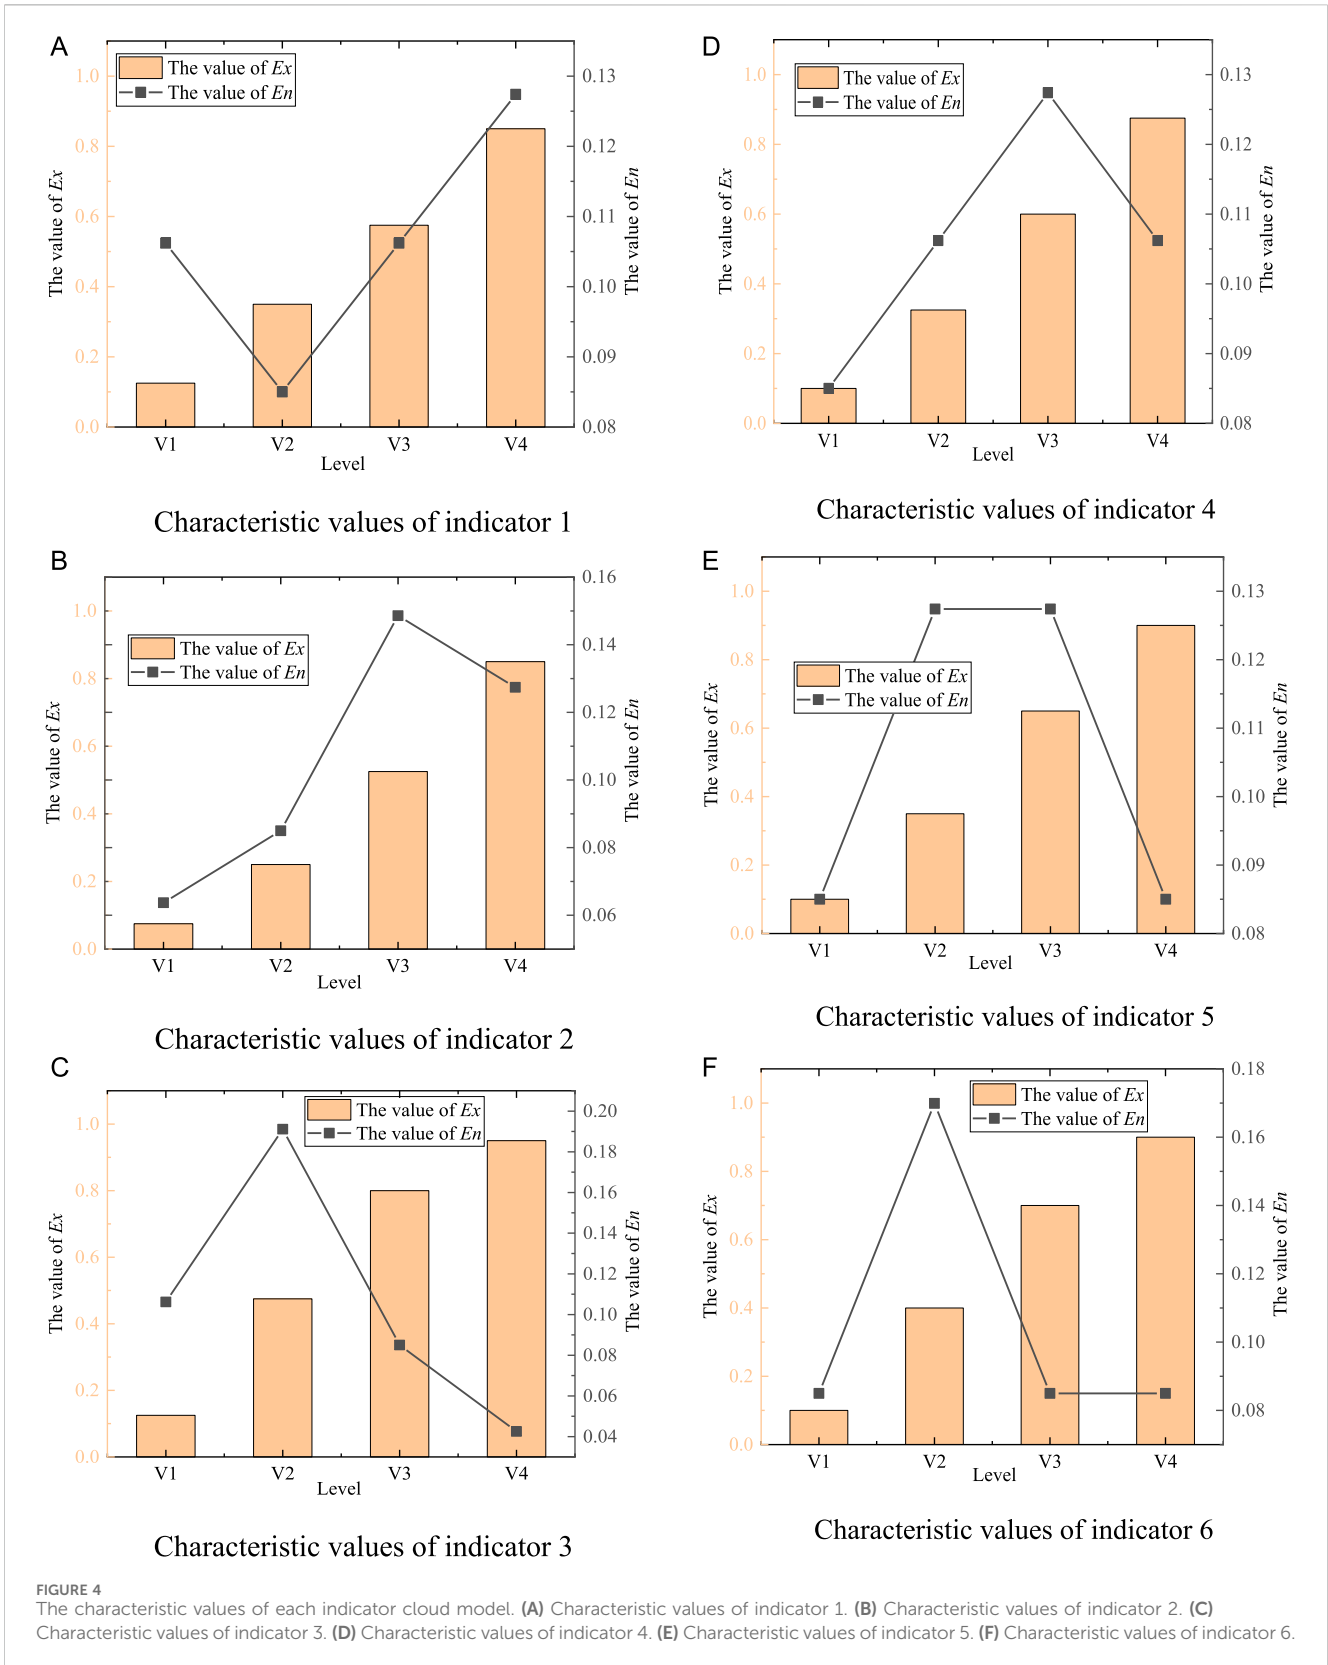 A
The value of Ex
The value of En
1.0
0.8
0.6
0.4
0.2
0.0
0.13
0.12
0.11
0.10
0.09
0.08
The value of Ex
The value of En
V1 V2 V3 V4
Level
Characteristic values of indicator 1
B
The value of Ex
The value of En
1.0
0.8
0.6
0.4
0.2
0.0
0.16
0.14
0.12
0.10
0.08
0.06
The value of Ex
The value of En
V1 V2 V3 V4
Level
Characteristic values of indicator 2
C
The value of Ex
The value of En
1.0
0.8
0.6
0.4
0.2
0.0
0.20
0.18
0.16
0.14
0.12
0.10
0.08
0.06
0.04
The value of Ex
The value of En
V1 V2 V3 V4
Level
Characteristic values of indicator 3
D
The value of Ex
The value of En
1.0
0.8
0.6
0.4
0.2
0.0
0.13
0.12
0.11
0.10
0.09
0.08
The value of Ex
The value of En
V1 V2 V3 V4
Level
Characteristic values of indicator 4
E
The value of Ex
The value of En
1.0
0.8
0.6
0.4
0.2
0.0
0.13
0.12
0.11
0.10
0.09
0.08
The value of Ex
The value of En
V1 V2 V3 V4
Level
Characteristic values of indicator 5
F
The value of Ex
The value of En
1.0
0.8
0.6
0.4
0.2
0.0
0.18
0.16
0.14
0.12
0.10
0.08
The value of Ex
The value of En
V1 V2 V3 V4
Level
Characteristic values of indicator 6
FIGURE 4
The characteristic values of each indicator cloud model. (A) Characteristic values of indicator 1. (B) Characteristic values of indicator 2. (C)
Characteristic values of indicator 3. (D) Characteristic values of indicator 4. (E) Characteristic values of indicator 5. (F) Characteristic values of indicator 6.